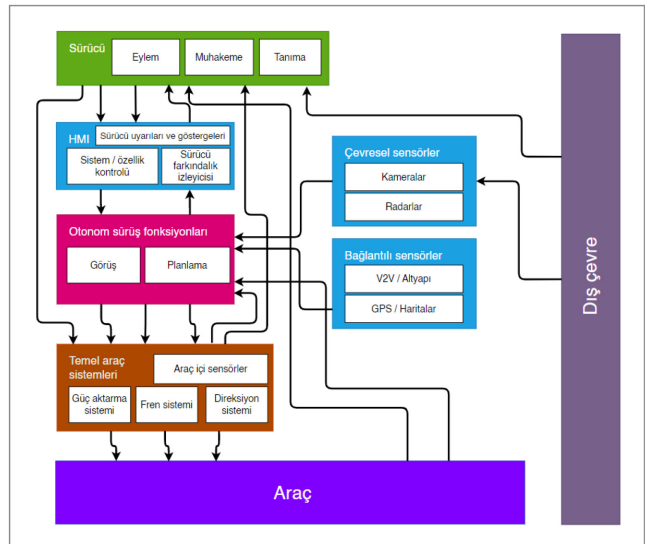 Sürücü
Eylem
Muhakeme
Tanıma
HMI
Sürücü uyarıları ve göstergeleri
Sistem / özellik
kontrolü
Sürücü
farkındalık
izleyicisi
Çevresel sensörler
Kameralar
Radarlar
Otonom sürüş fonksiyonları
Görüş
Planlama
Bağlantılı sensörler
V2V / Altyapı
GPS / Haritalar
Dış çevre
Temel araç
sistemleri
Araç içi sensörler
Güç aktarma
sistemi
Fren sistemi
Direksiyon
sistemi
Araç